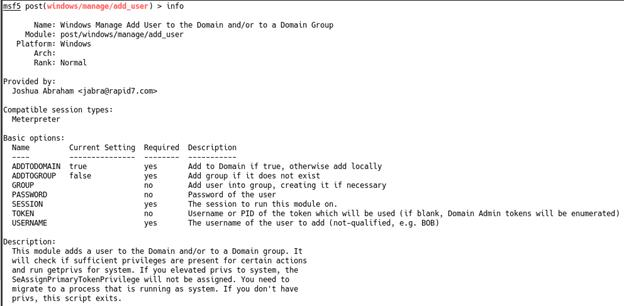 msf5 post(windows/manage/add_user) > info
Name: Windows Manage Add User to the Domain and/or to a Domain Group
Module: post/windows/manage/add_user
Platform: Windows
Arch:
Rank: Normal
Provided by:
Joshua Abraham <jabra@rapid7.com>
Compatible session types:
Meterpreter
Basic options:
Name Current Setting Required Description
---- --------------- -------- -----------
ADDTODOMAIN true yes Add to Domain if true, otherwise add locally
ADDTOGROUP false yes Add group if it does not exist
GROUP no Add user into group, creating it if necessary
PASSWORD no Password of the user
SESSION yes The session to run this module on.
TOKEN no Username or PID of the token which will be used (if blank, Domain Admin tokens will be enumerated)
USERNAME yes The username of the user to add (not-qualified, e.g. BOB)
Description:
This module adds a user to the Domain and/or to a Domain group. It
will check if sufficient privileges are present for certain actions
and run getprivs for system. If you elevated privs to system, the
SeAssignPrimaryTokenPrivilege will not be assigned. You need to
migrate to a process that is running as system. If you don't have
privs, this script exits.